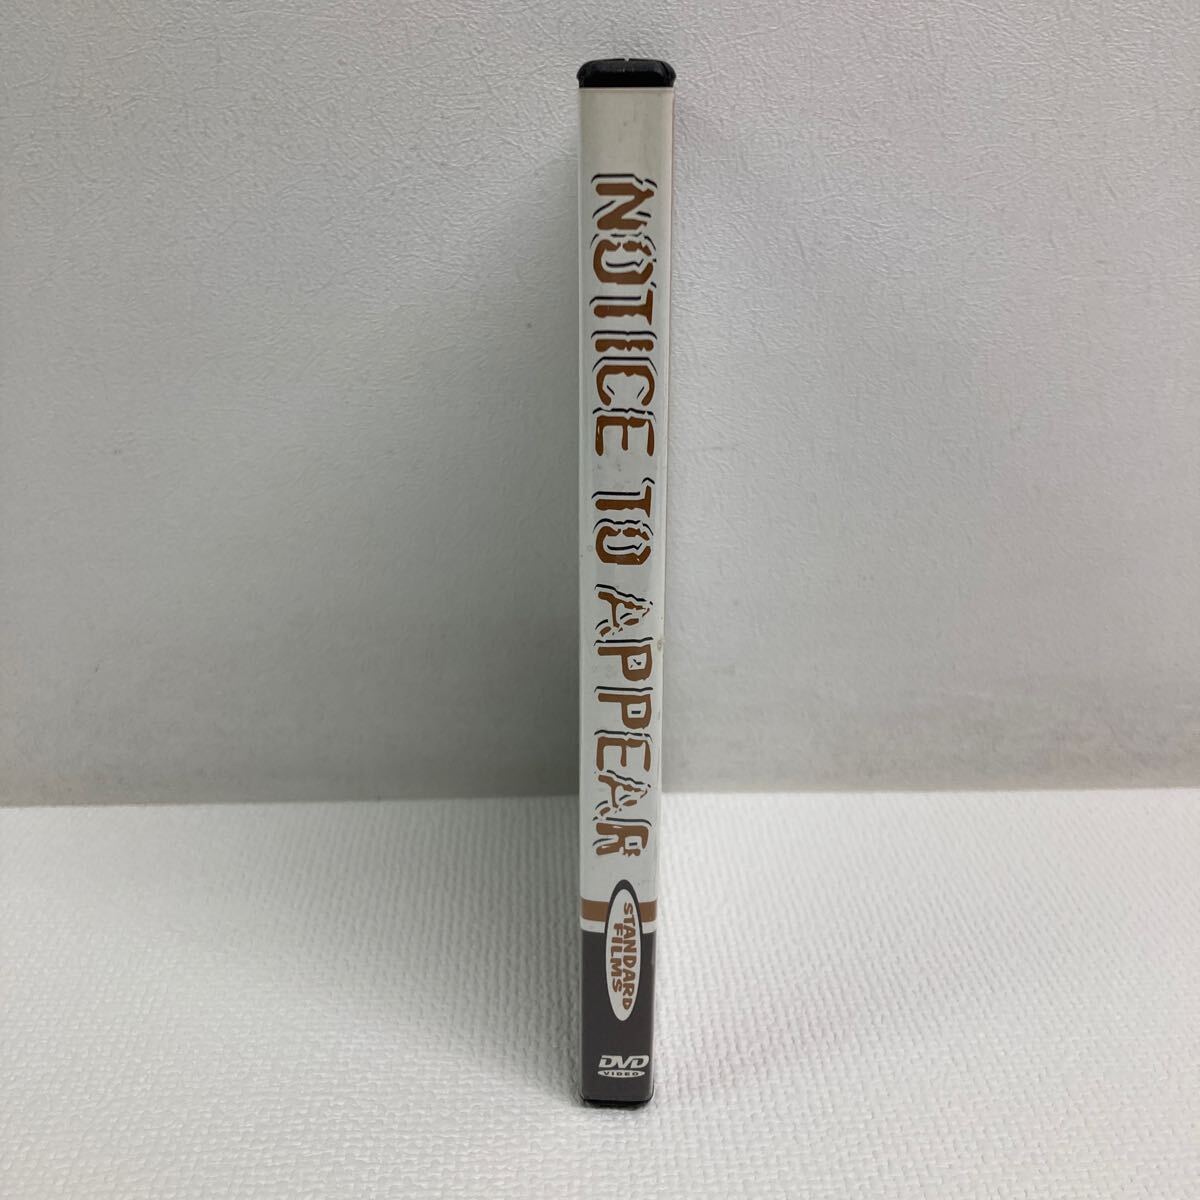 NOTICE TO APPEAR
STANDARD
FILMS
DVD
VIDEO